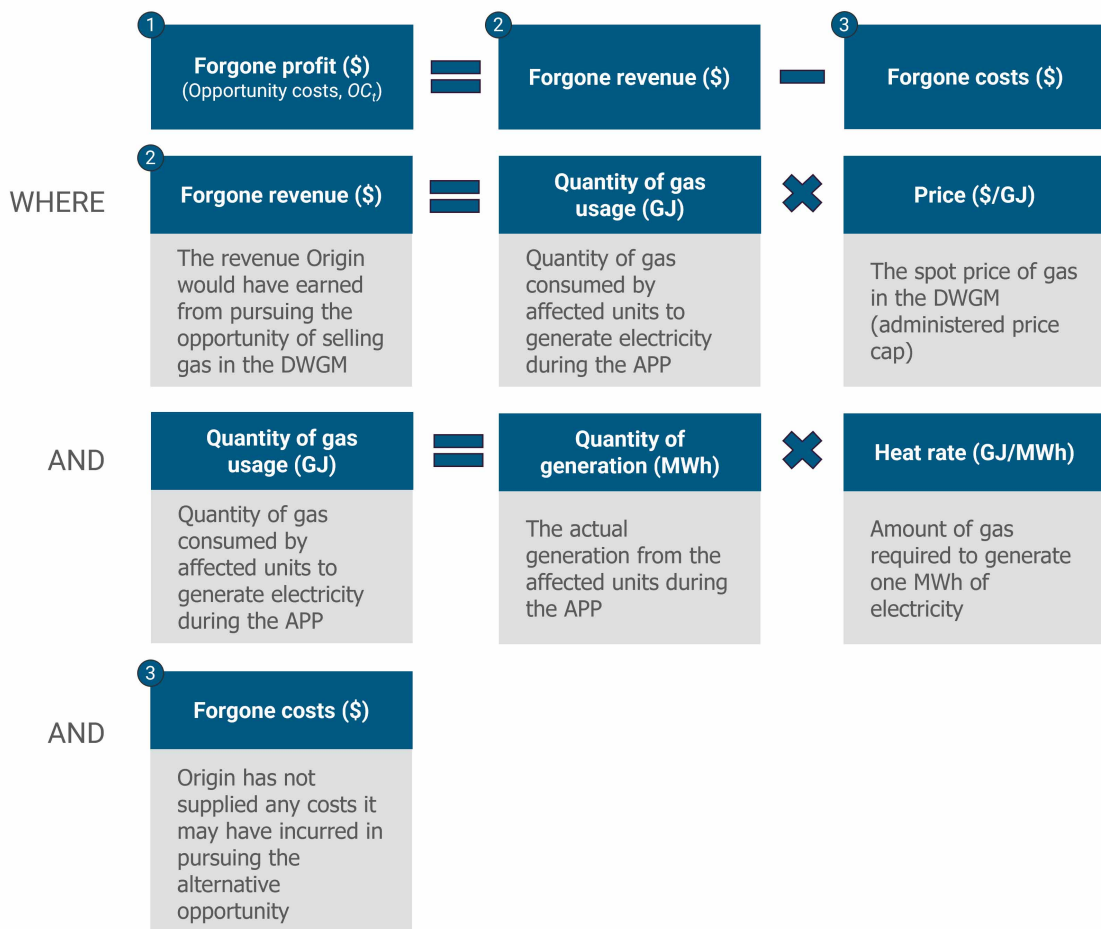 1
Forgone profit ($)
(Opportunity costs, OCt)
2
Forgone revenue ($)
3
Forgone costs ($)
WHERE
2
Forgone revenue ($)
The revenue Origin
would have earned
from pursuing the
opportunity of selling
gas in the DWGM
Quantity of gas
usage (GJ)
Quantity of gas
consumed by
affected units to
generate electricity
during the APP
Price ($/GJ)
The spot price of gas
in the DWGM
(administered price
cap)
AND
Quantity of gas
usage (GJ)
Quantity of gas
consumed by
affected units to
generate electricity
during the APP
Quantity of
generation (MWh)
The actual
generation from the
affected units during
the APP
Heat rate (GJ/MWh)
Amount of gas
required to generate
one MWh of
electricity
AND
3
Forgone costs ($)
Origin has not
supplied any costs it
may have incurred in
pursuing the
alternative
opportunity